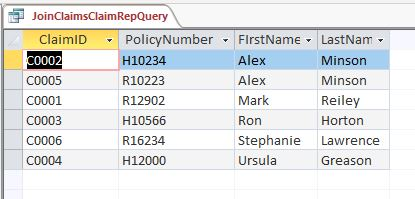 JoinClaimsClaimRepQuery
ClaimID PolicyNumber FIrstName LastNam
C0002 H10234 Alex Minson
C0005 R10223 Alex Minson
C0001 R12902 Mark Reiley
C0003 H10566 Ron Horton
C0006 R16234 Stephanie Lawrence
C0004 H12000 Ursula Greason